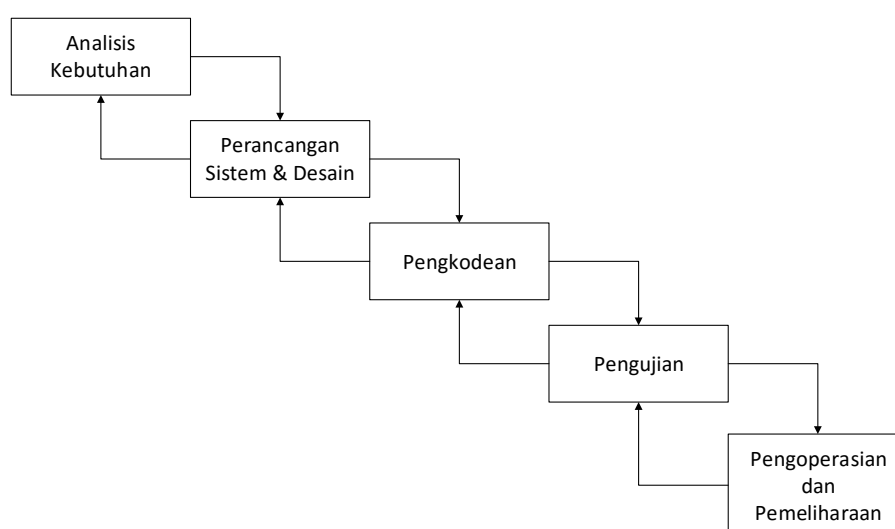 Analisis
Kebutuhan
Perancangan
Sistem & Desain
Pengkodean
Pengujian
Pengoperasian
dan
Pemeliharaan